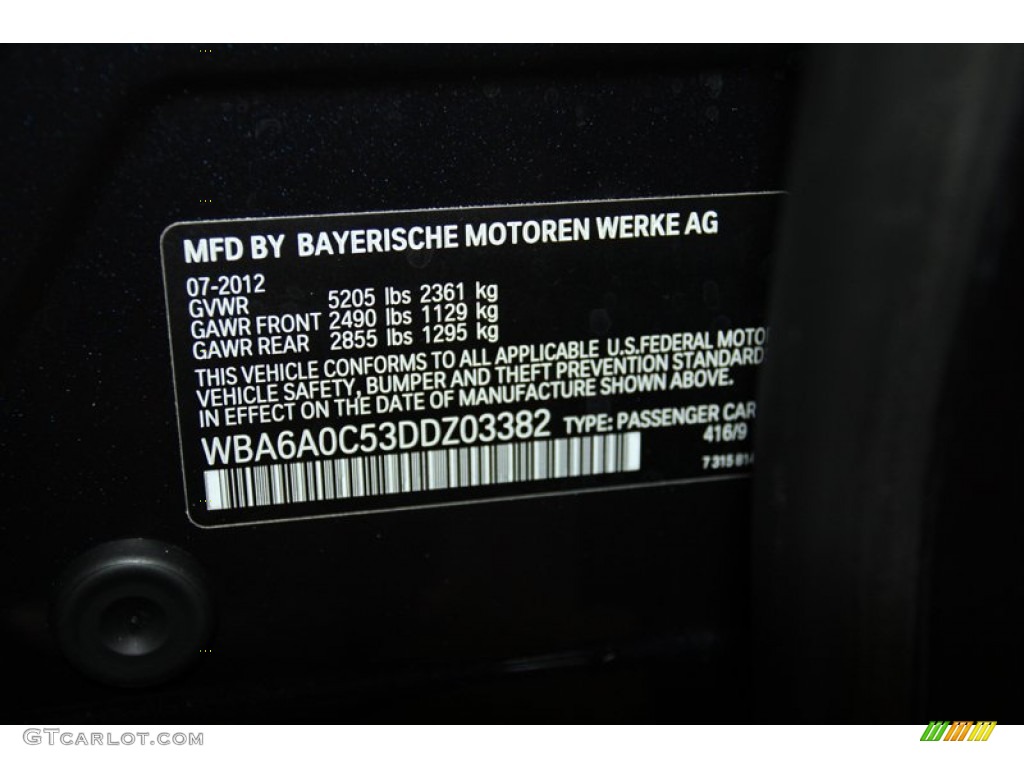 MFD BY BAYERISCHE MOTOREN WERKE AG
07-2012
GVWR 5205 lbs 2361 kg
GAWR FRONT 2490 lbs 1129 kg
GAWR REAR 2855 lbs 1295 kg
THIS VEHICLE CONFORMS TO ALL APPLICABLE U.S.FEDERAL MOTO
VEHICLE SAFETY, BUMPER AND THEFT PREVENTION STANDARD
IN EFFECT ON THE DATE OF MANUFACTURE SHOWN ABOVE.
WBA6A0C53DDZ03382 TYPE: PASSENGER CAR
416/9
7 315 814
GTCARLOT.COM